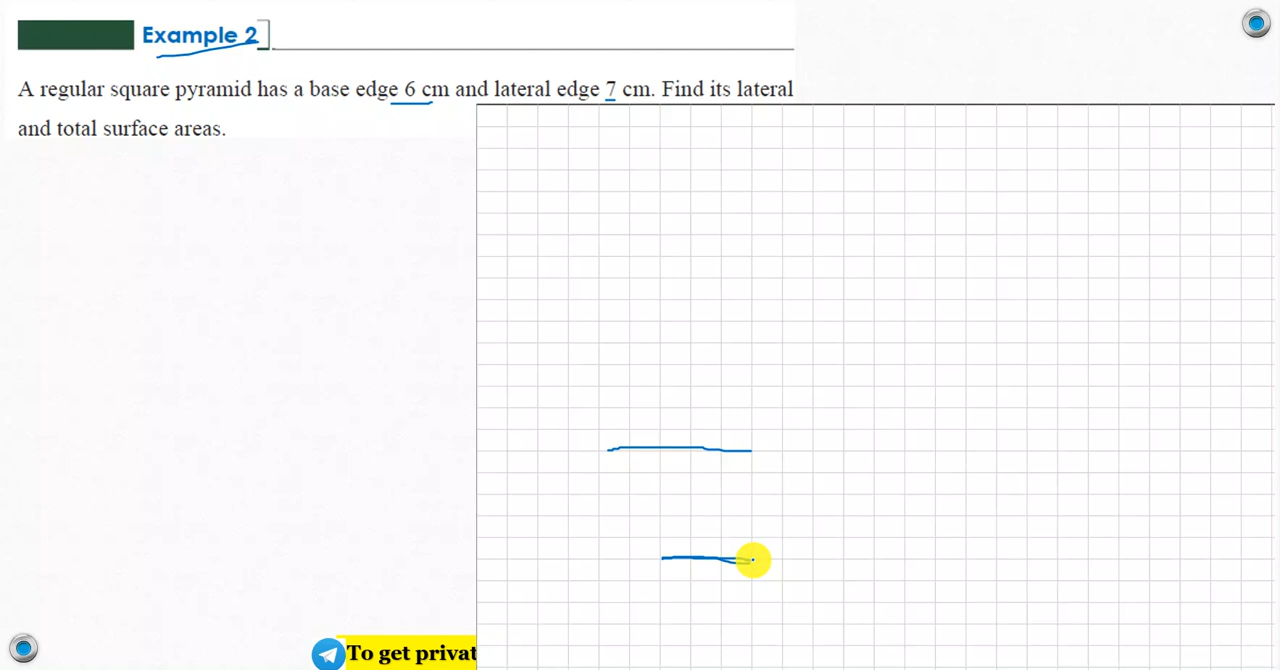 Example 2
A regular square pyramid has a base edge 6 cm and lateral edge 7 cm. Find its lateral
and total surface areas.
To get privat